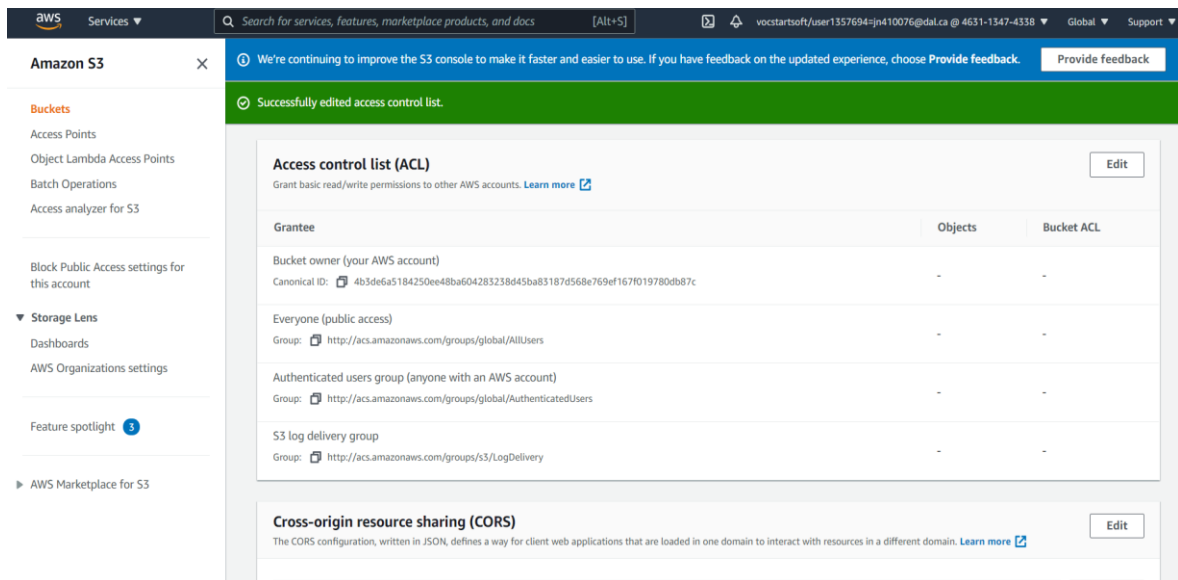 aws
Services ▼
Search for services, features, marketplace products, and docs [Alt+S]
vocstartsoft/user1357694=jn410076@dal.ca @ 4631-1347-4338 ▼
Global ▼
Support ▼
Amazon S3
We're continuing to improve the S3 console to make it faster and easier to use. If you have feedback on the updated experience, choose Provide feedback.
Provide feedback
Successfully edited access control list.
Buckets
Access Points
Object Lambda Access Points
Batch Operations
Access analyzer for S3
Block Public Access settings for
this account
Storage Lens
Dashboards
AWS Organizations settings
Feature spotlight 3
AWS Marketplace for S3
Access control list (ACL)
Edit
Grant basic read/write permissions to other AWS accounts. Learn more
Grantee Objects Bucket ACL
Bucket owner (your AWS account)
Canonical ID: 4b3de6a5184250ee48ba604283238d45ba83187d568e769ef167f019780db87c
- -
Everyone (public access)
Group: http://acs.amazonaws.com/groups/global/AllUsers
- -
Authenticated users group (anyone with an AWS account)
Group: http://acs.amazonaws.com/groups/global/AuthenticatedUsers
- -
S3 log delivery group
Group: http://acs.amazonaws.com/groups/s3/LogDelivery
- -
Cross-origin resource sharing (CORS)
Edit
The CORS configuration, written in JSON, defines a way for client web applications that are loaded in one domain to interact with resources in a different domain. Learn more